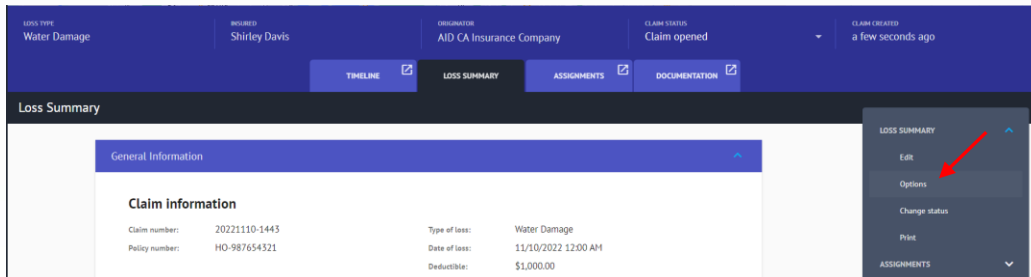 LOSS TYPE
Water Damage
INSURED
Shirley Davis
ORIGINATOR
AID CA Insurance Company
CLAIM STATUS
Claim opened
CLAIM CREATED
a few seconds ago
TIMELINE
LOSS SUMMARY
ASSIGNMENTS
DOCUMENTATION
Loss Summary
General Information
Claim information
Claim number: 20221110-1443
Policy number: HO-987654321
Type of loss: Water Damage
Date of loss: 11/10/2022 12:00 AM
Deductible: $1,000.00
LOSS SUMMARY
Edit
Options
Change status
Print
ASSIGNMENTS